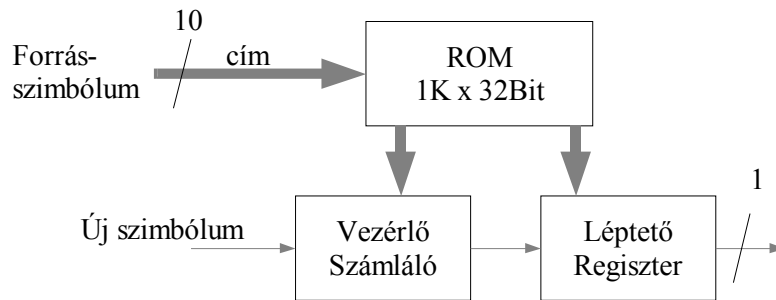 10
Forrás-
szimbólum
cím
ROM
1K x 32Bit
1
Új szimbólum
Vezérlő
Számláló
Léptető
Regiszter